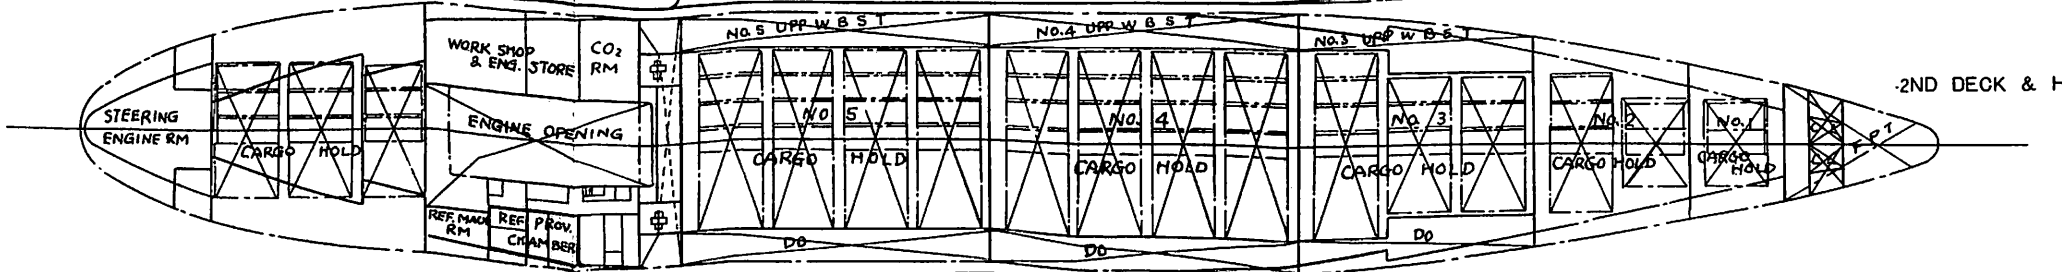 NO.5 UPP W B S T
NO.4 UPP W B S T
NO.3 UPP W B S T
WORK SHOP
& ENG. STORE
CO2
RM
-2ND DECK & H
STEERING
ENGINE RM
ENGINE OPENING
CARGO HOLD
NO 5
CARGO HOLD
NO. 4
CARGO HOLD
NO. 3
CARGO HOLD
NO. 2
CARGO HOLD
NO. 1
CARGO
HOLD
F P T
REF. MACH
RM
REF. PROV.
CHAMBER
DO
DO
DO